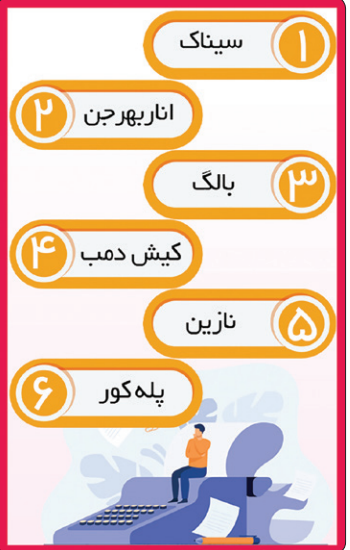 ۱ سیناک
۲ اناربهرجن
۳ بالگ
۴ کیش دمب
۵ نازین
۶ پله کور